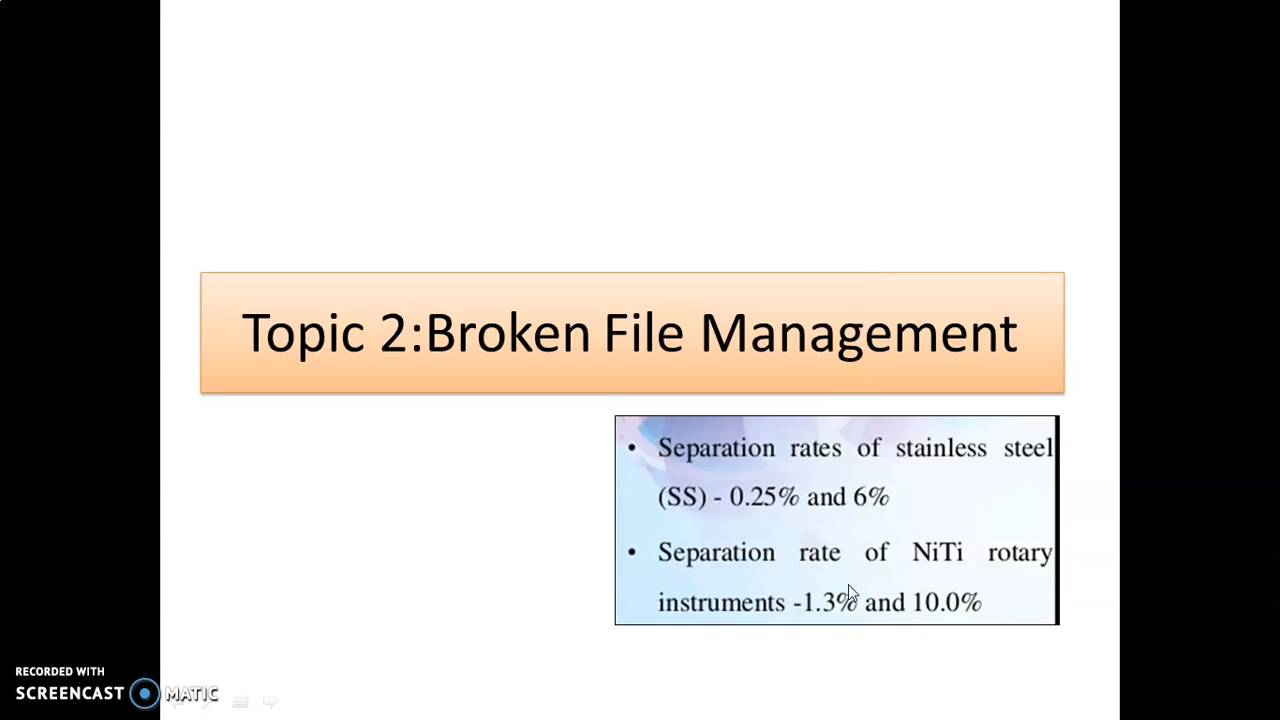 Topic 2:Broken File Management
• Separation rates of stainless steel
(SS) - 0.25% and 6%
• Separation rate of NiTi rotary
instruments -1.3% and 10.0%
RECORDED WITH
SCREENCAST MATIC